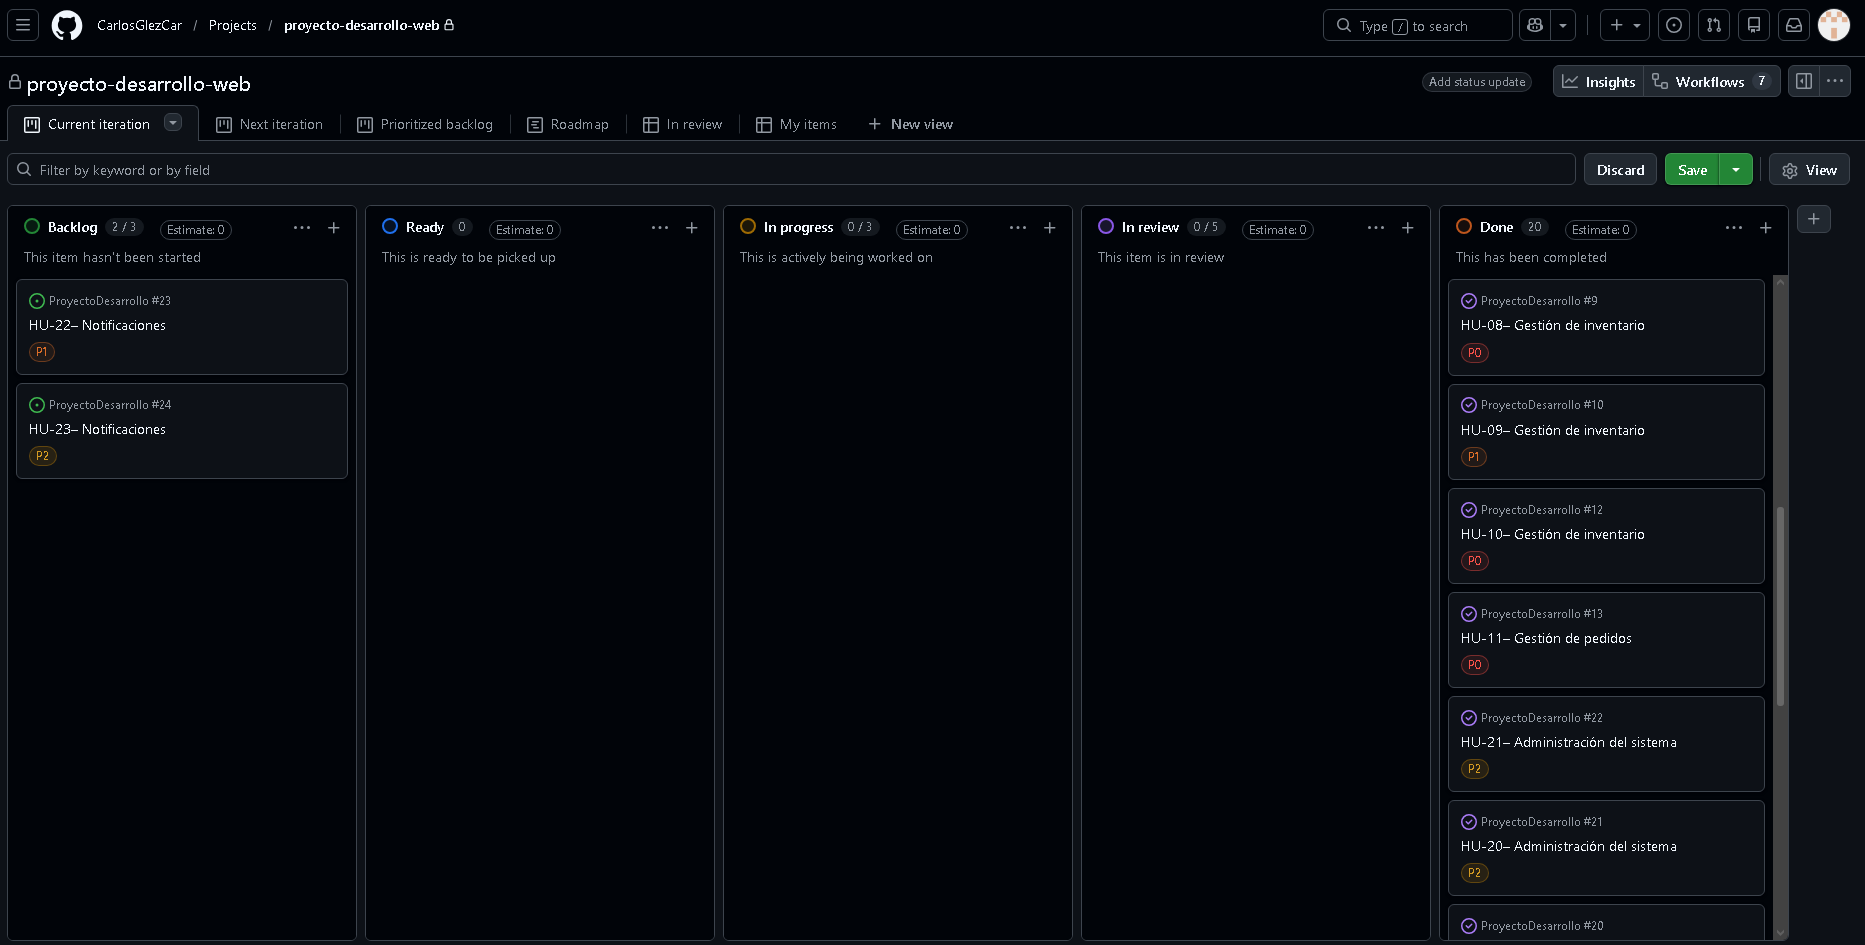 CarlosGlezCar / Projects / proyecto-desarrollo-web
Type / to search
proyecto-desarrollo-web
Add status update
Insights
Workflows 7
Current iteration
Next iteration
Prioritized backlog
Roadmap
In review
My items
New view
Filter by keyword or by field
Discard
Save
View
Backlog 2 / 3 Estimate: 0
This item hasn't been started
ProyectoDesarrollo #23
HU-22– Notificaciones
P1
ProyectoDesarrollo #24
HU-23– Notificaciones
P2
Ready 0 Estimate: 0
This is ready to be picked up
In progress 0 / 3 Estimate: 0
This is actively being worked on
In review 0 / 5 Estimate: 0
This item is in review
Done 20 Estimate: 0
This has been completed
ProyectoDesarrollo #9
HU-08– Gestión de inventario
P0
ProyectoDesarrollo #10
HU-09– Gestión de inventario
P1
ProyectoDesarrollo #12
HU-10– Gestión de inventario
P0
ProyectoDesarrollo #13
HU-11– Gestión de pedidos
P0
ProyectoDesarrollo #22
HU-21– Administración del sistema
P2
ProyectoDesarrollo #21
HU-20– Administración del sistema
P2
ProyectoDesarrollo #20